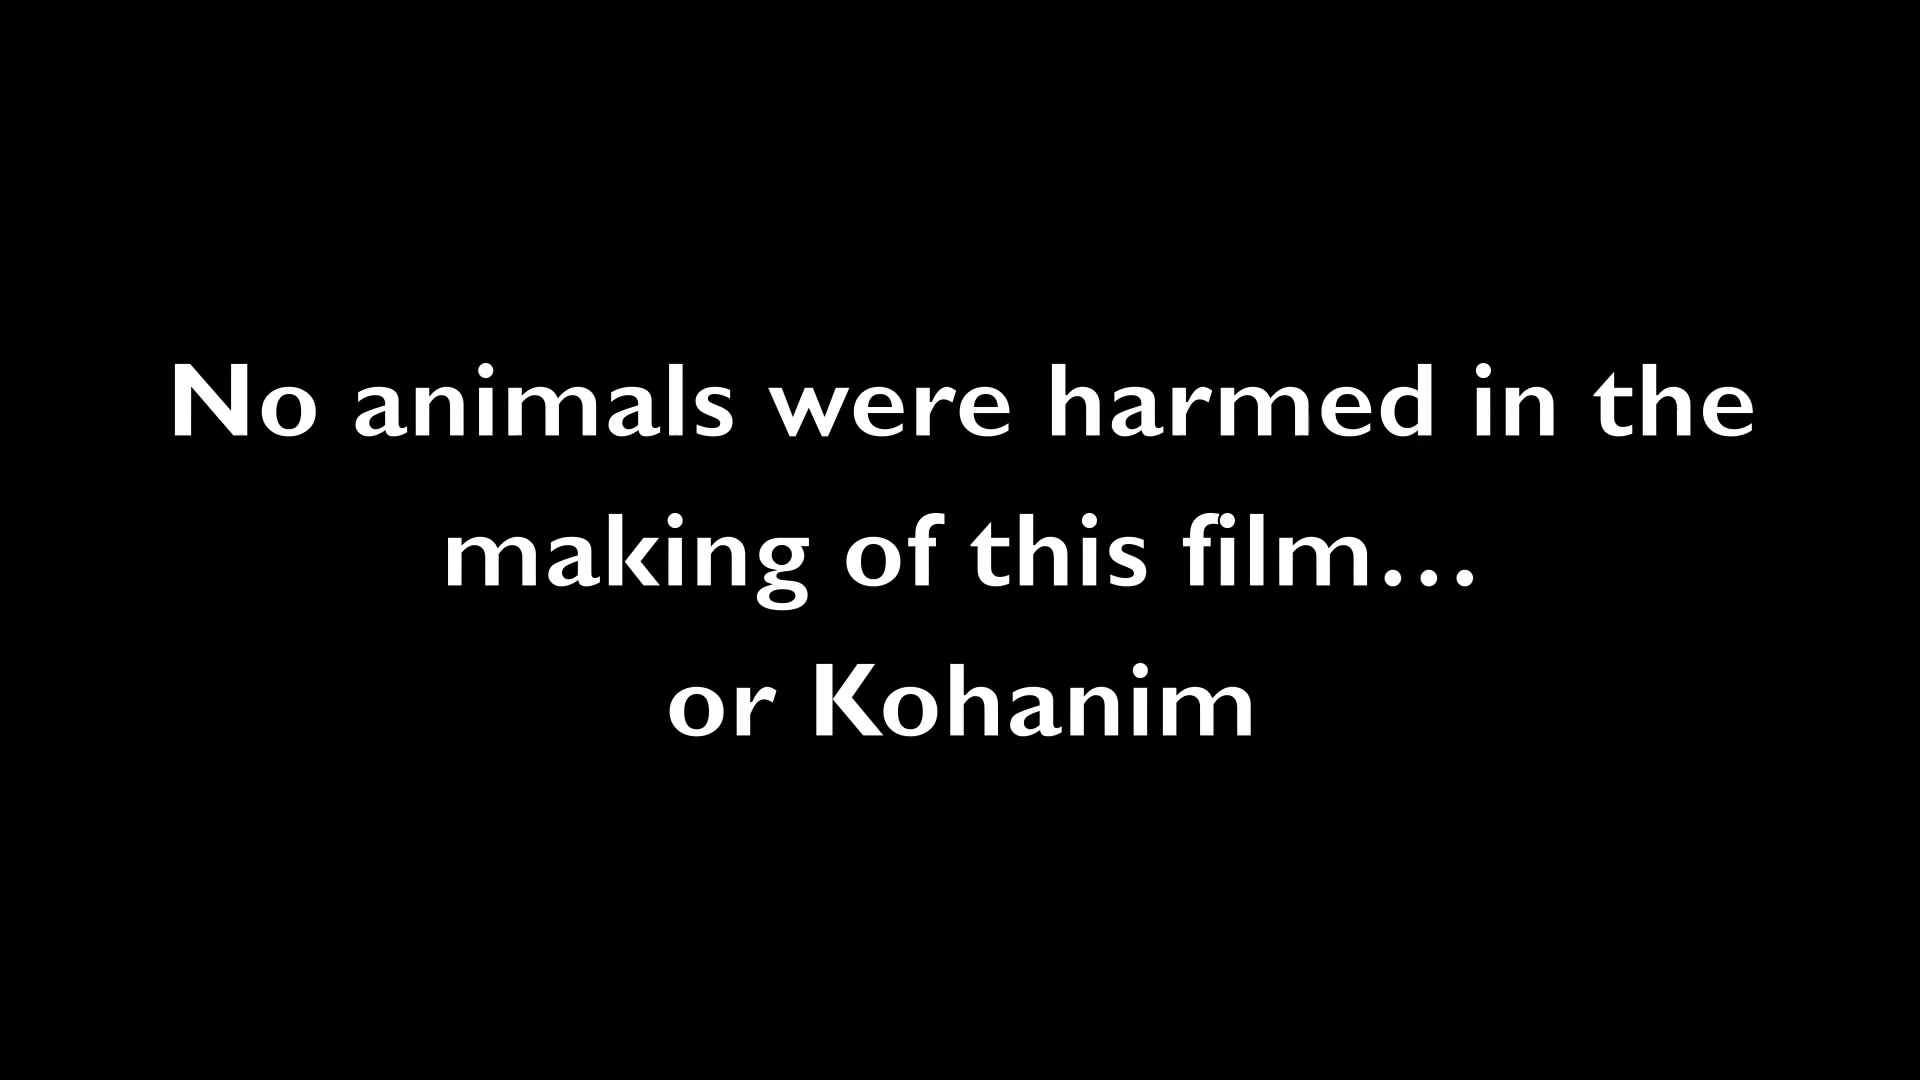 No animals were harmed in the
making of this film...
or Kohanim